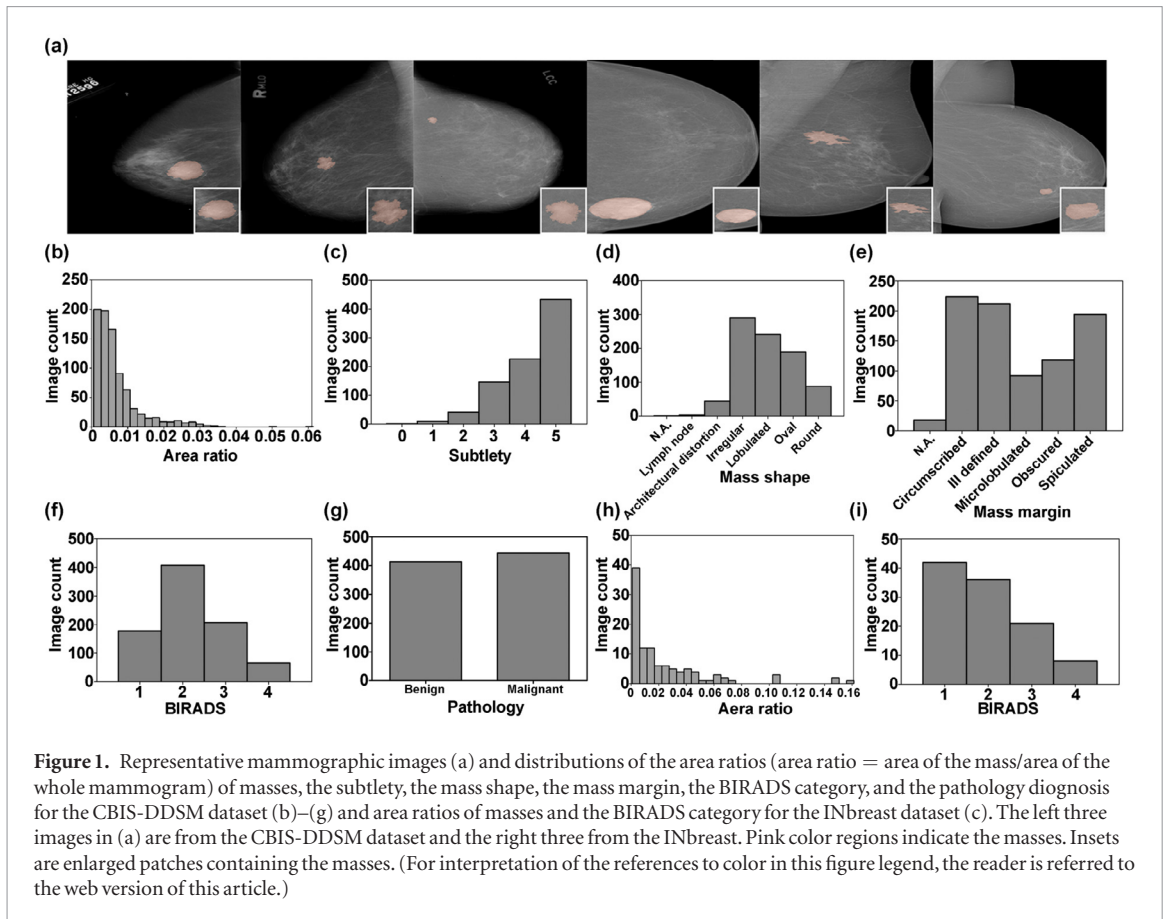 (a)
12596
RMLO
LCC
(b)
(c)
(d)
(e)
Image count
250
200
150
100
50
0
0 0.01 0.02 0.03 0.04 0.05 0.06
Area ratio
Image count
500
400
300
200
100
0
0 1 2 3 4 5
Subtlety
Image count
400
300
200
100
0
N.A.
Lymph node
Architectural distortion
Irregular
Lobulated
Oval
Round
Mass shape
Image count
250
200
150
100
50
0
N.A.
Circumscribed
Ill defined
Microlobulated
Obscured
Spiculated
Mass margin
(f)
(g)
(h)
(i)
Image count
500
400
300
200
100
0
1 2 3 4
BIRADS
Image count
500
400
300
200
100
0
Benign Malignant
Pathology
Image count
50
40
30
20
10
0
0 0.02 0.04 0.06 0.08 0.10 0.12 0.14 0.16
Aera ratio
Image count
50
40
30
20
10
0
1 2 3 4
BIRADS
Figure 1. Representative mammographic images (a) and distributions of the area ratios (area ratio = area of the mass/area of the
whole mammogram) of masses, the subtlety, the mass shape, the mass margin, the BIRADS category, and the pathology diognosis
for the CBIS-DDSM dataset (b)–(g) and area ratios of masses and the BIRADS category for the INbreast dataset (c). The left three
images in (a) are from the CBIS-DDSM dataset and the right three from the INbreast. Pink color regions indicate the masses. Insets
are enlarged patches containing the masses. (For interpretation of the references to color in this figure legend, the reader is referred to
the web version of this article.)